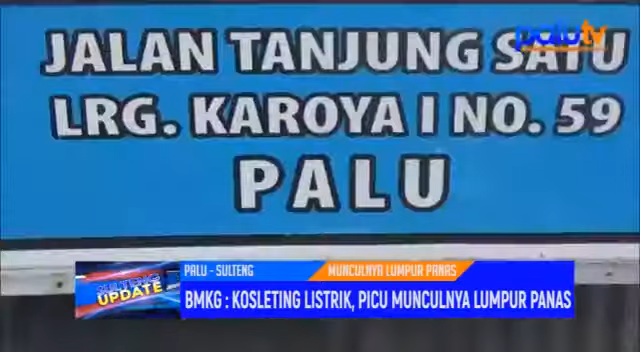 palu tv
JALAN TANJUNG SATU
LRG. KAROYA I NO. 59
PALU
PALU - SULTENG
MUNCULNYA LUMPUR PANAS
SULTENG
UPDATE
BMKG : KOSLETING LISTRIK, PICU MUNCULNYA LUMPUR PANAS